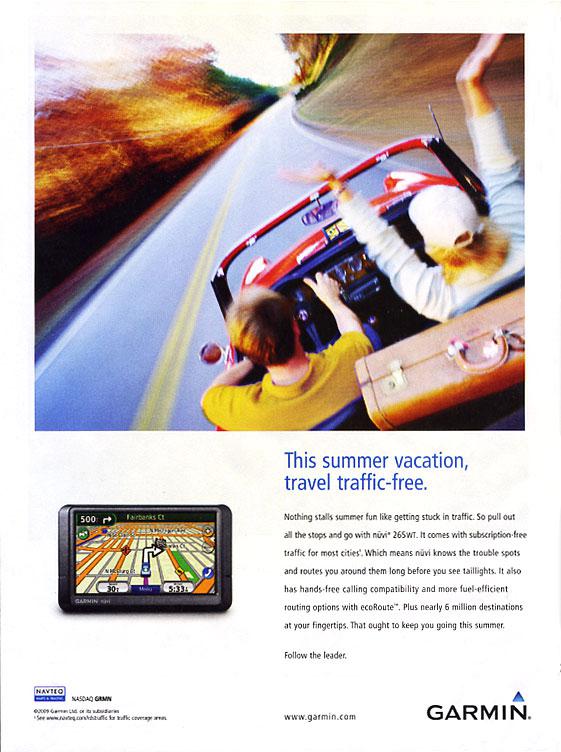 This summer vacation,
travel traffic-free.
Nothing stalls summer fun like getting stuck in traffic. So pull out
all the stops and go with nüvi® 265WT. It comes with subscription-free
traffic for most cities¹. Which means nüvi knows the trouble spots
and routes you around them long before you see taillights. It also
has hands-free calling compatibility and more fuel-efficient
routing options with ecoRoute™. Plus nearly 6 million destinations
at your fingertips. That ought to keep you going this summer.
Follow the leader.
500
Fairbanks Ct
N Michigan Ave
30
Menu
5:33
GARMIN nüvi
NAVTEQ
MAPS & TRAFFIC
NASDAQ GRMN
©2009 Garmin Ltd. or its subsidiaries
¹ See www.navteq.com/rdstraffic for traffic coverage areas.
www.garmin.com
GARMIN®